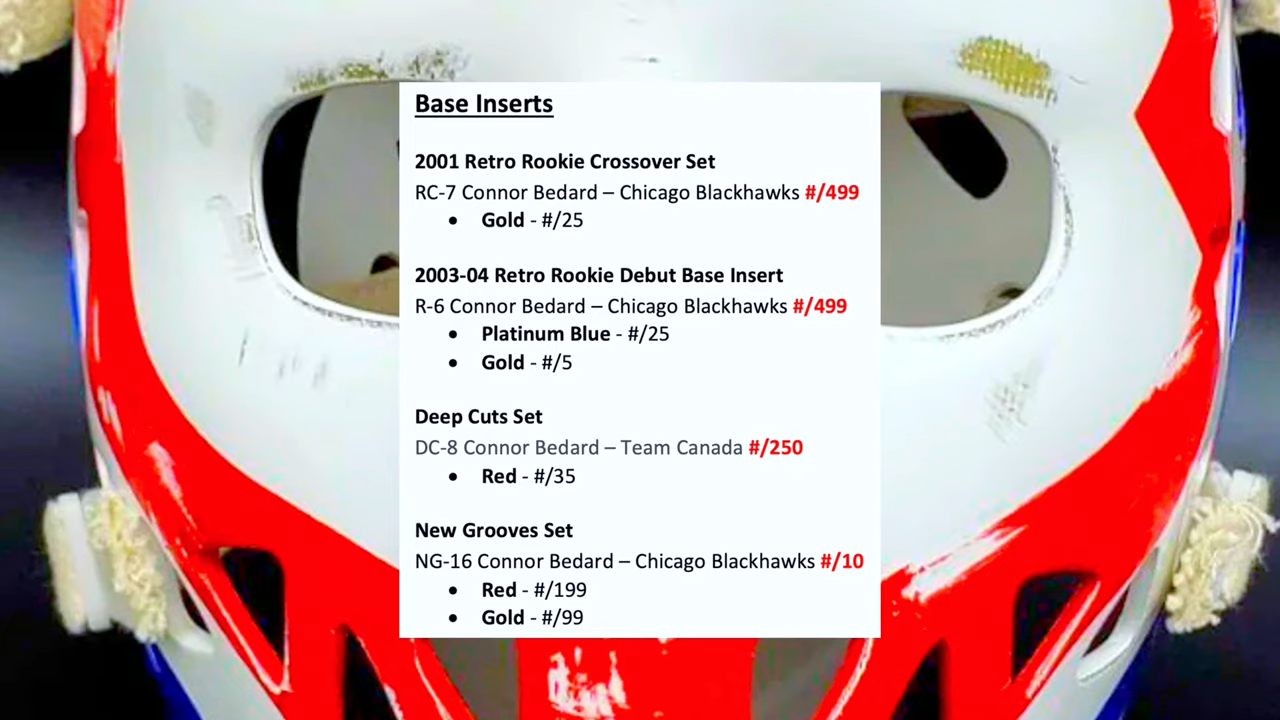 Base Inserts
2001 Retro Rookie Crossover Set
RC-7 Connor Bedard – Chicago Blackhawks #/499
• Gold - #/25
2003-04 Retro Rookie Debut Base Insert
R-6 Connor Bedard – Chicago Blackhawks #/499
• Platinum Blue - #/25
• Gold - #/5
Deep Cuts Set
DC-8 Connor Bedard – Team Canada #/250
• Red - #/35
New Grooves Set
NG-16 Connor Bedard – Chicago Blackhawks #/10
• Red - #/199
• Gold - #/99